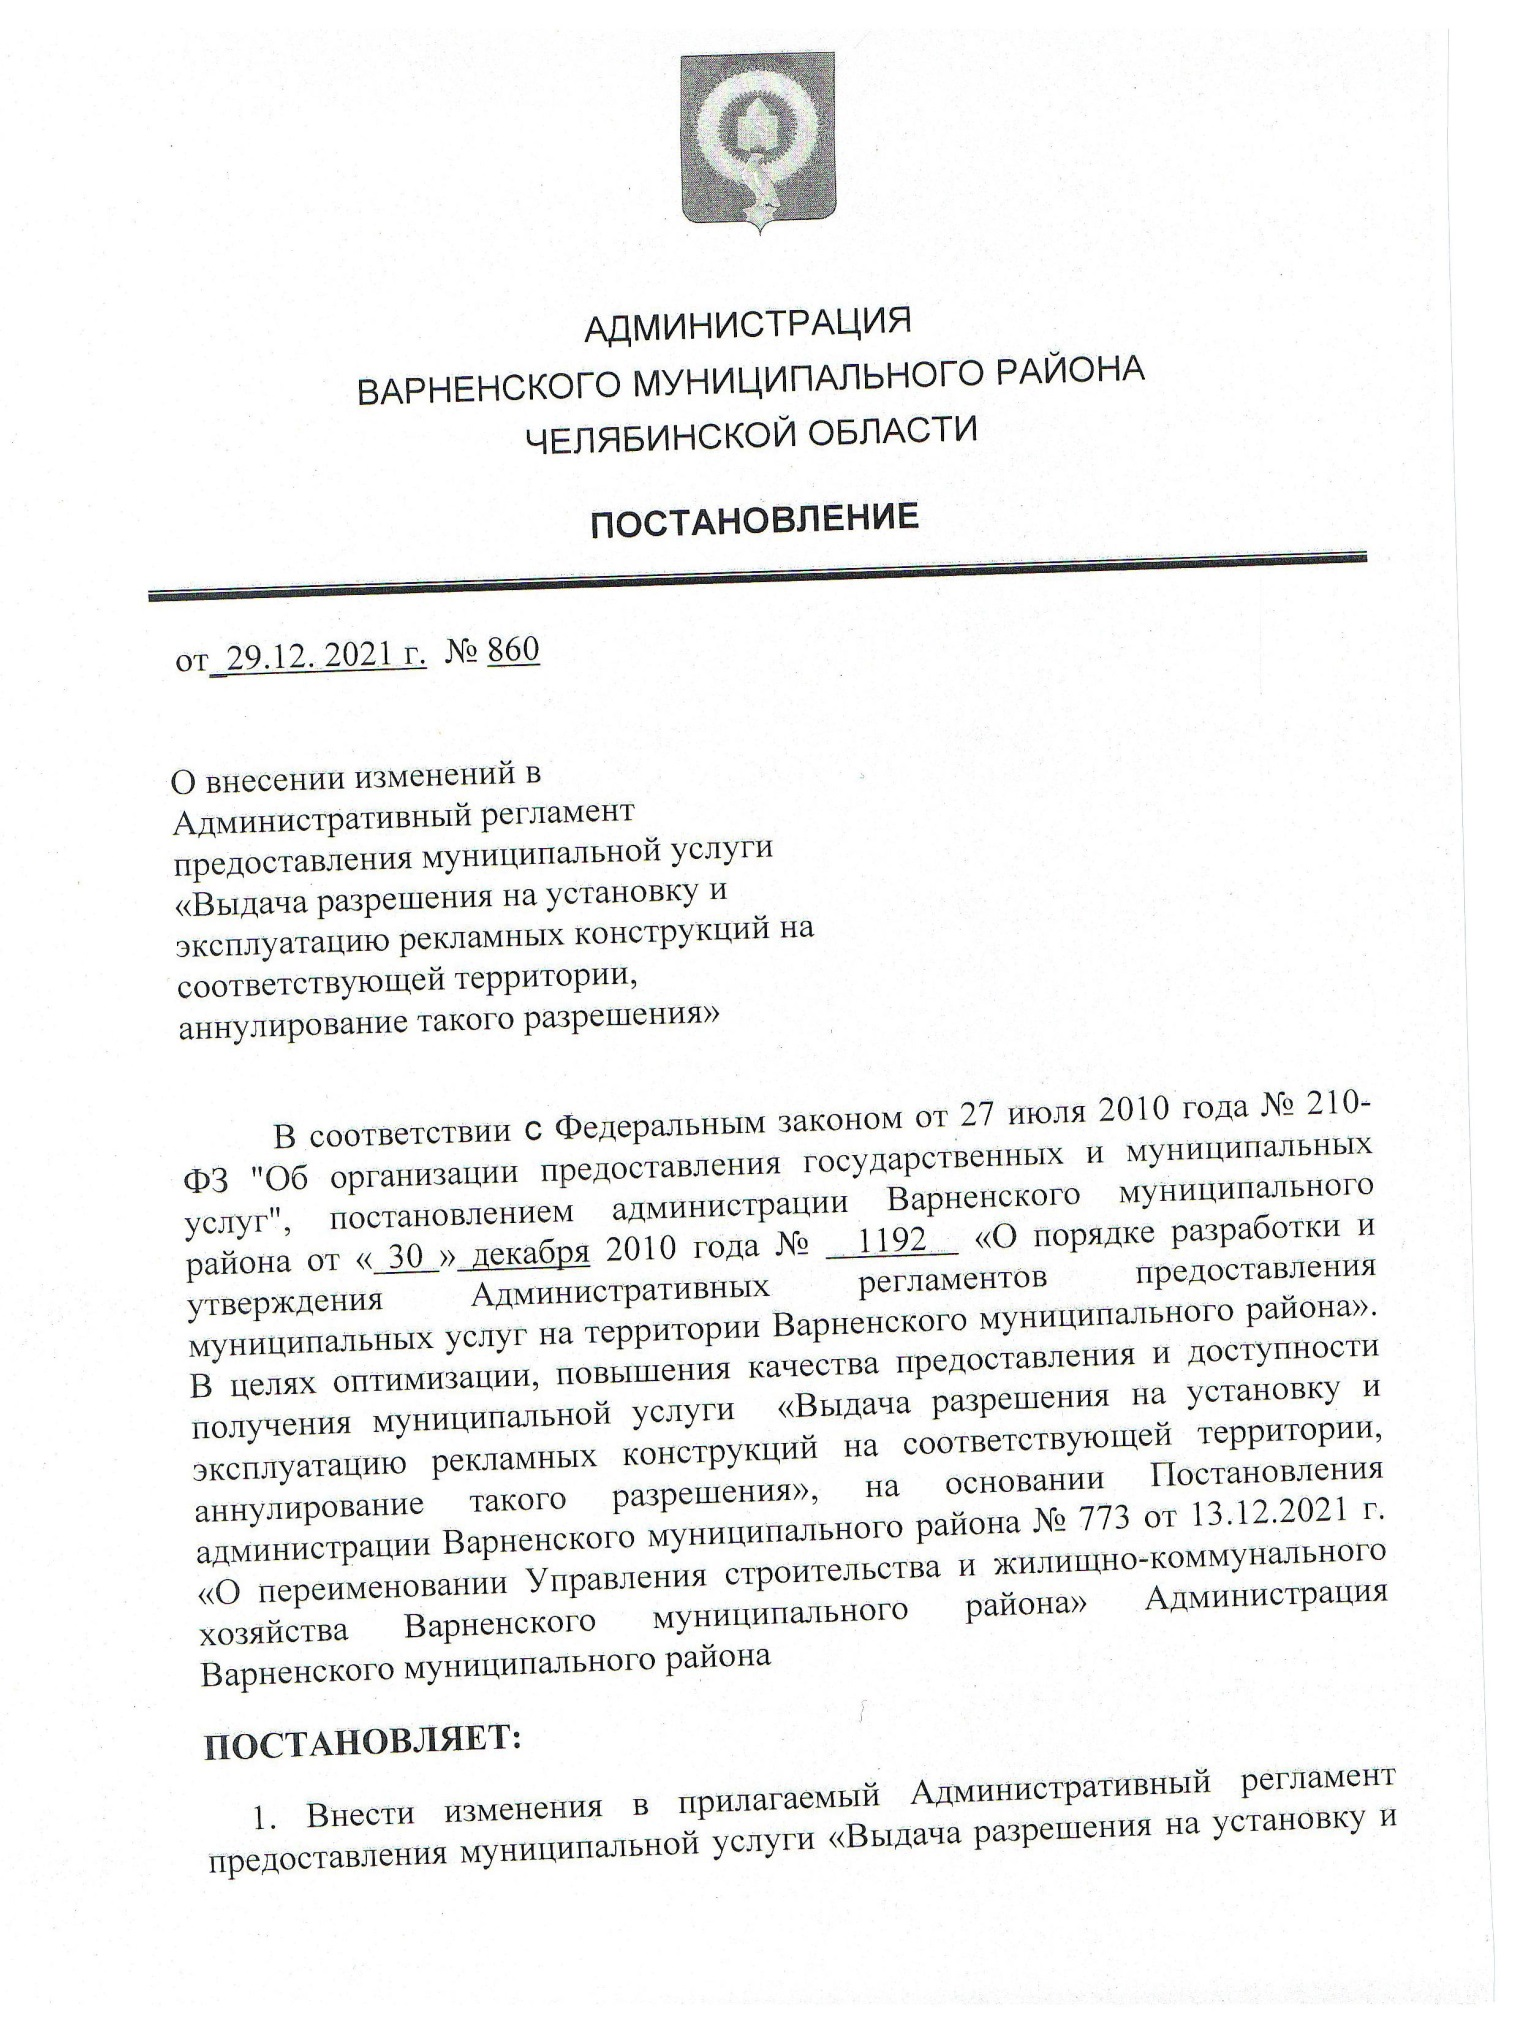 АДМИНИСТРАЦИЯ
ВАРНЕНСКОГО МУНИЦИПАЛЬНОГО РАЙОНА
ЧЕЛЯБИНСКОЙ ОБЛАСТИ
ПОСТАНОВЛЕНИЕ
от 29.12. 2021 г. № 860
О внесении изменений в
Административный регламент
предоставления муниципальной услуги
«Выдача разрешения на установку и
эксплуатацию рекламных конструкций на
соответствующей территории,
аннулирование такого разрешения»
В соответствии с Федеральным законом от 27 июля 2010 года № 210-
ФЗ "Об организации предоставления государственных и муниципальных
услуг", постановлением администрации Варненского муниципального
района от « 30 » декабря 2010 года № 1192 «О порядке разработки и
утверждения Административных регламентов предоставления
муниципальных услуг на территории Варненского муниципального района».
В целях оптимизации, повышения качества предоставления и доступности
получения муниципальной услуги «Выдача разрешения на установку и
эксплуатацию рекламных конструкций на соответствующей территории,
аннулирование такого разрешения», на основании Постановления
администрации Варненского муниципального района № 773 от 13.12.2021 г.
«О переименовании Управления строительства и жилищно-коммунального
хозяйства Варненского муниципального района» Администрация
Варненского муниципального района
ПОСТАНОВЛЯЕТ:
1. Внести изменения в прилагаемый Административный регламент
предоставления муниципальной услуги «Выдача разрешения на установку и